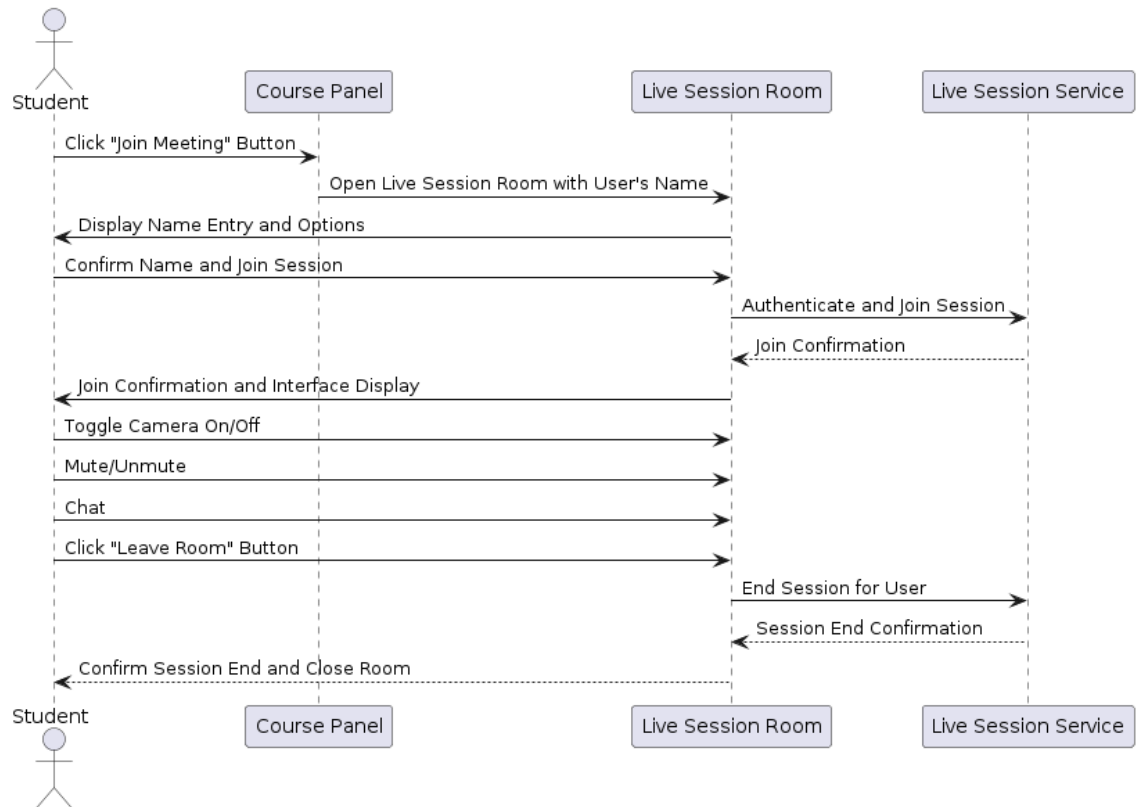 Student
Course Panel
Live Session Room
Live Session Service
Click "Join Meeting" Button
Open Live Session Room with User's Name
Display Name Entry and Options
Confirm Name and Join Session
Authenticate and Join Session
Join Confirmation
Join Confirmation and Interface Display
Toggle Camera On/Off
Mute/Unmute
Chat
Click "Leave Room" Button
End Session for User
Session End Confirmation
Confirm Session End and Close Room
Student
Course Panel
Live Session Room
Live Session Service